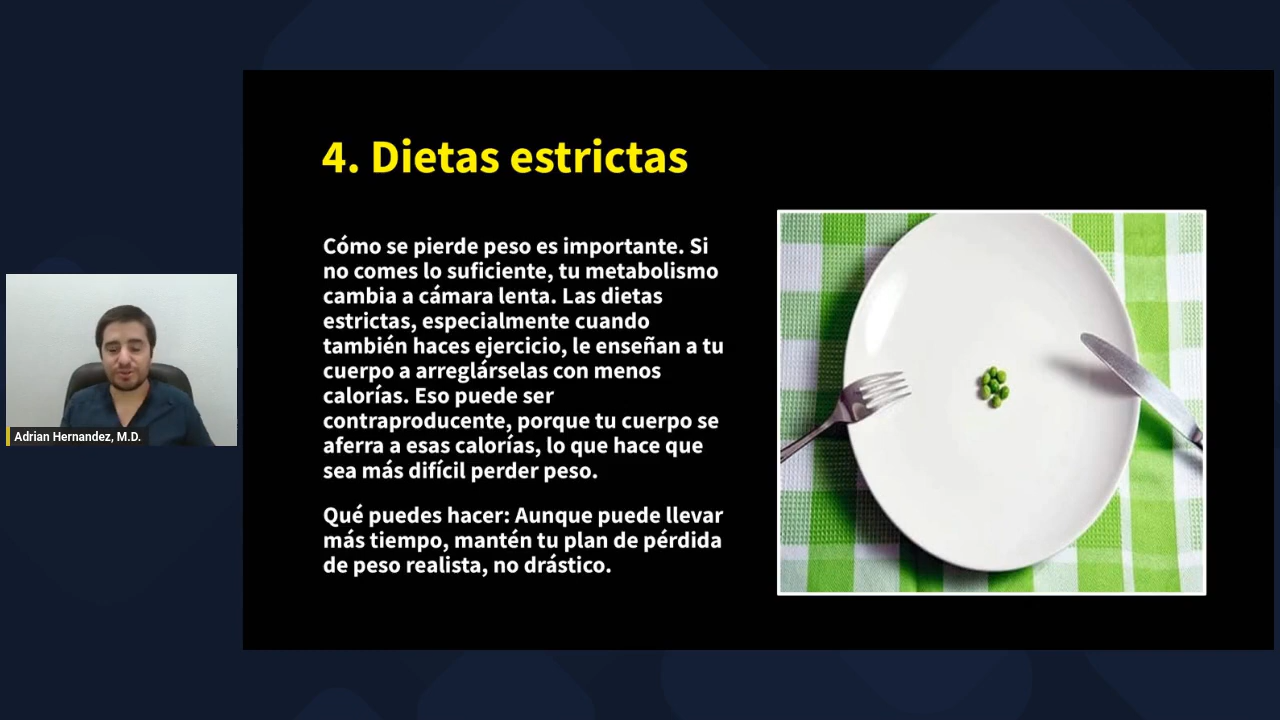 4. Dietas estrictas
Cómo se pierde peso es importante. Si
no comes lo suficiente, tu metabolismo
cambia a cámara lenta. Las dietas
estrictas, especialmente cuando
también haces ejercicio, le enseñan a tu
cuerpo a arreglárselas con menos
calorías. Eso puede ser
contraproducente, porque tu cuerpo se
aferra a esas calorías, lo que hace que
sea más difícil perder peso.
Qué puedes hacer: Aunque puede llevar
más tiempo, mantén tu plan de pérdida
de peso realista, no drástico.
Adrian Hernandez, M.D.